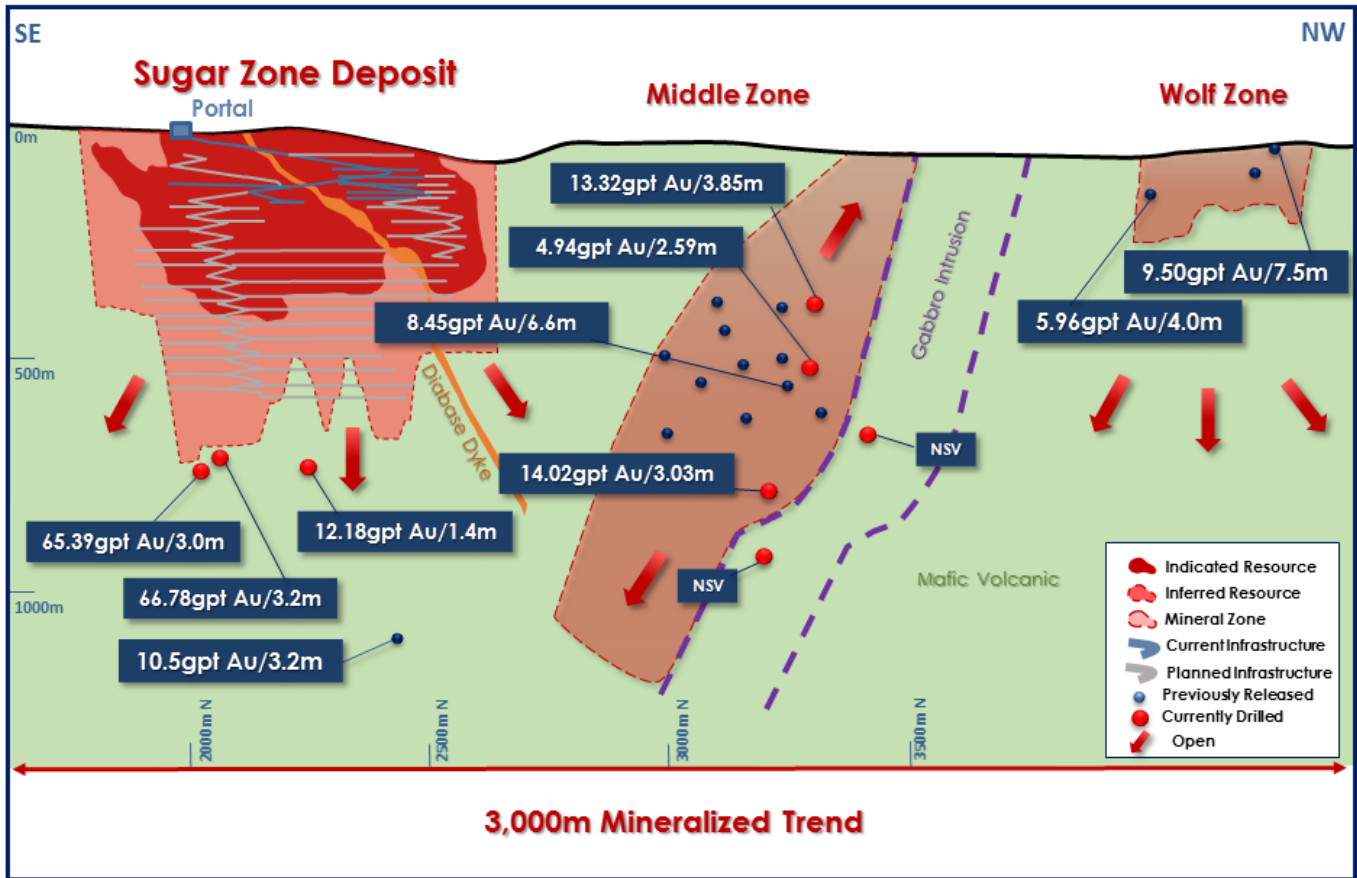 SE
NW
Sugar Zone Deposit
Middle Zone
Wolf Zone
Portal
0m
13.32gpt Au/3.85m
4.94gpt Au/2.59m
9.50gpt Au/7.5m
8.45gpt Au/6.6m
5.96gpt Au/4.0m
Gabbro Intrusion
500m
Diabase Dyke
NSV
14.02gpt Au/3.03m
65.39gpt Au/3.0m
12.18gpt Au/1.4m
66.78gpt Au/3.2m
NSV
Mafic Volcanic
1000m
10.5gpt Au/3.2m
Indicated Resource
Inferred Resource
Mineral Zone
Current Infrastructure
Planned Infrastructure
Previously Released
Currently Drilled
Open
2000m N
2500m N
3000m N
3500m N
3,000m Mineralized Trend